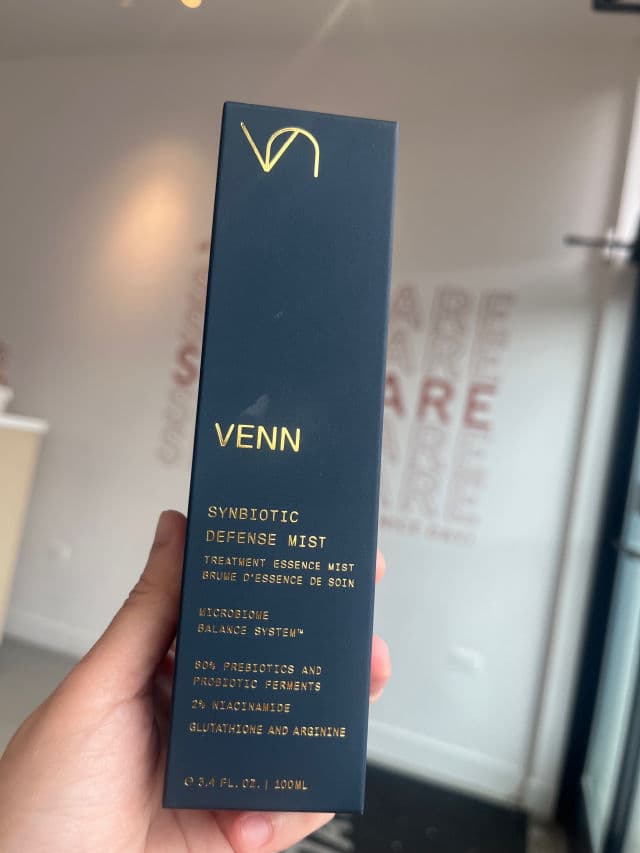 VENN
SYNBIOTIC
DEFENSE MIST
TREATMENT ESSENCE MIST
BRUME D'ESSENCE DE SOIN
MICROBIOME
BALANCE SYSTEM™
80% PREBIOTICS AND
PROBIOTIC FERMENTS
2% NIACINAMIDE
GLUTATHIONE AND ARGININE
3.4 FL. OZ. | 100ML
ARE